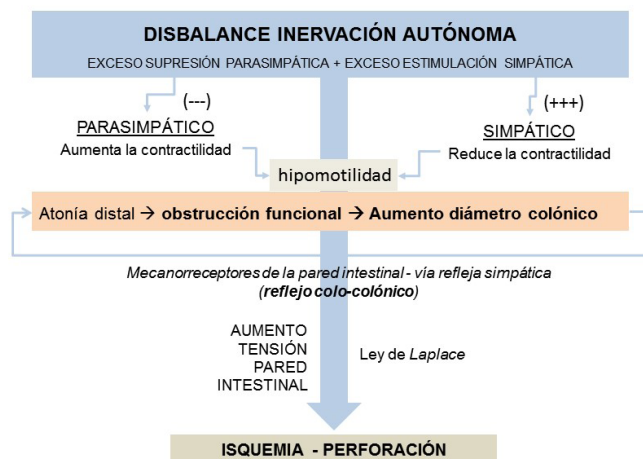 DISBALANCE INERVACIÓN AUTÓNOMA
EXCESO SUPRESIÓN PARASIMPÁTICA + EXCESO ESTIMULACIÓN SIMPÁTICA
(---)
(+++)
PARASIMPÁTICO
SIMPÁTICO
Aumenta la contractilidad
Reduce la contractilidad
hipomotilidad
Atonía distal → obstrucción funcional → Aumento diámetro colónico
Mecanorreceptores de la pared intestinal - vía refleja simpática
(reflejo colo-colónico)
AUMENTO
TENSIÓN
PARED
INTESTINAL
Ley de Laplace
ISQUEMIA - PERFORACIÓN